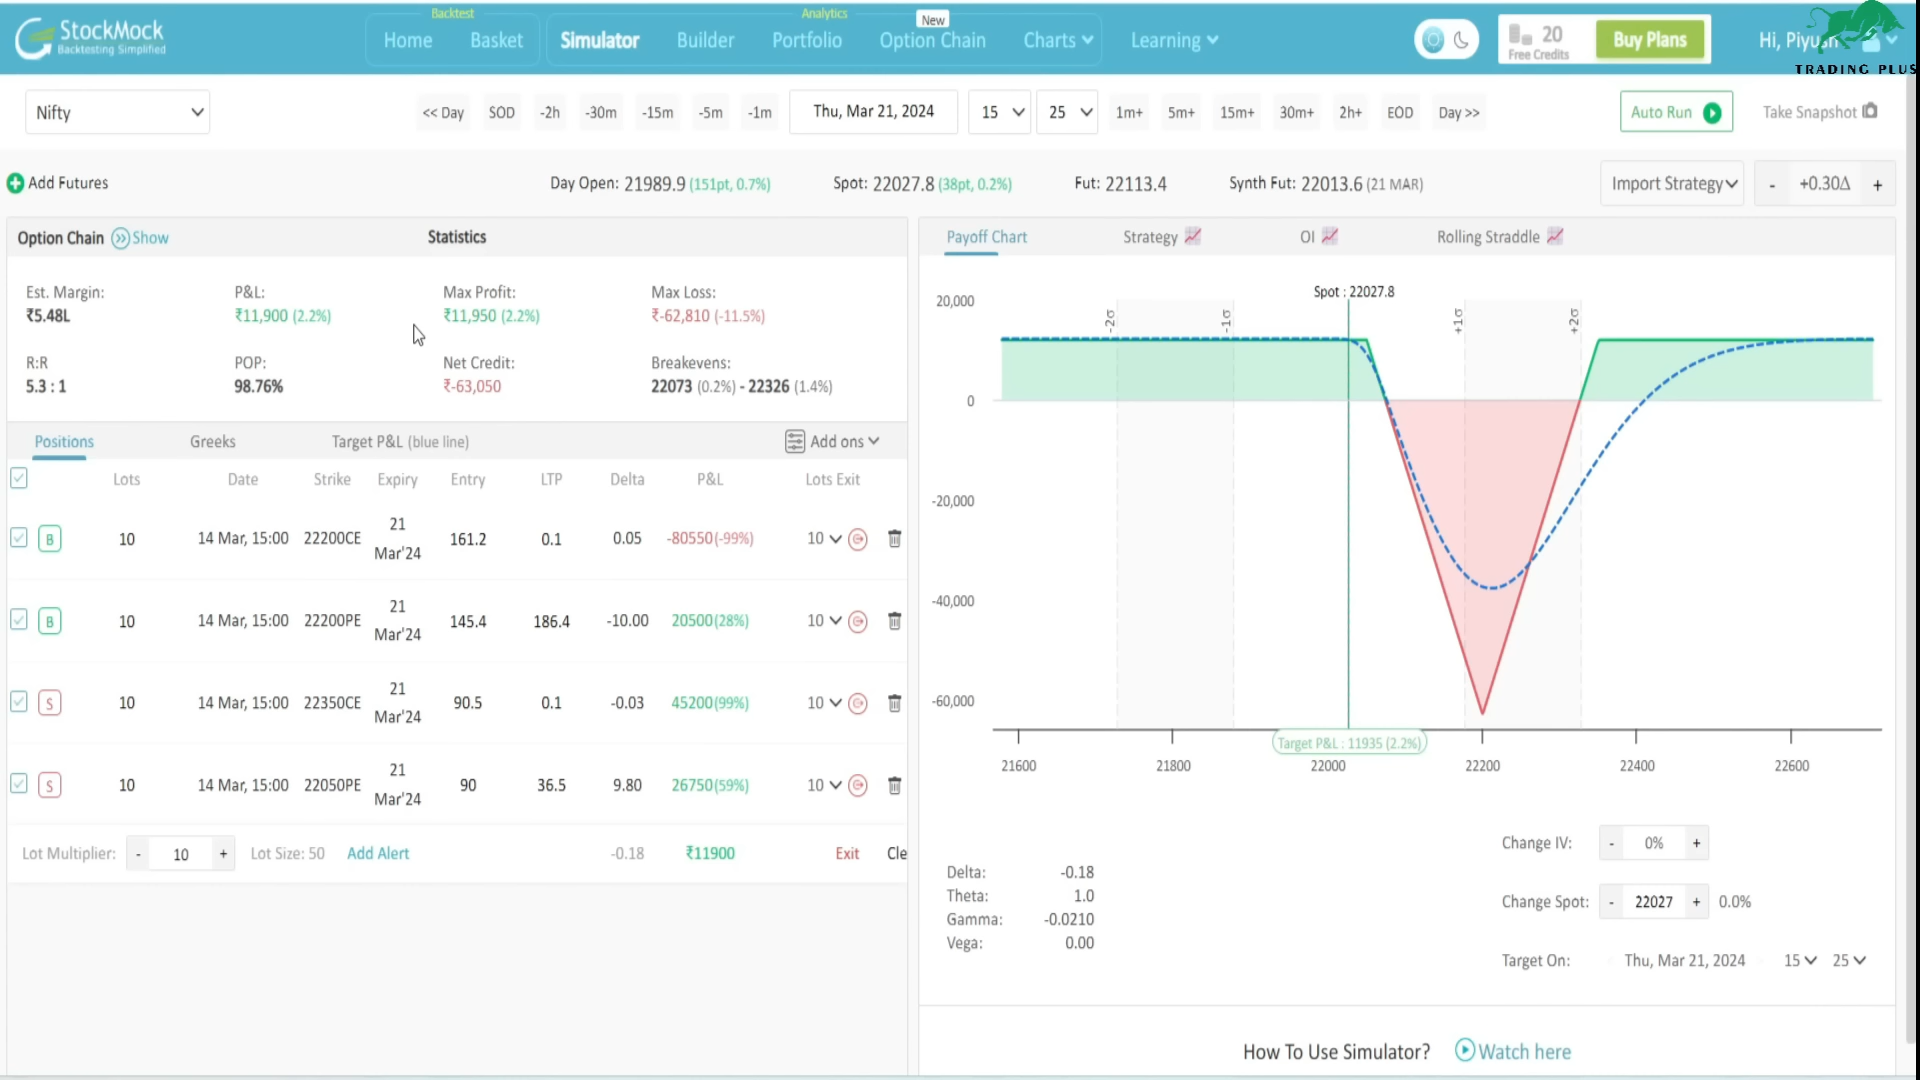 StockMock
Backtesting Simplified
Backtest
Home Basket
Simulator Builder Portfolio Option Chain Charts
Analytics
New
Learning
20
Free Credits
Buy Plans
Hi, Piyush
TRADING PLUS
Nifty
<< Day SOD -2h -30m -15m -5m -1m Thu, Mar 21, 2024 15 25 1m+ 5m+ 15m+ 30m+ 2h+ EOD Day >>
Auto Run
Take Snapshot
Add Futures
Day Open: 21989.9 (151pt, 0.7%) Spot: 22027.8 (38pt, 0.2%) Fut: 22113.4 Synth Fut: 22013.6 (21 MAR)
Import Strategy - +0.30Δ +
Option Chain Show
Statistics
Est. Margin: P&L: Max Profit: Max Loss:
₹5.48L ₹11,900 (2.2%) ₹11,950 (2.2%) ₹-62,810 (-11.5%)
R:R POP: Net Credit: Breakevens:
5.3 : 1 98.76% ₹-63,050 22073 (0.2%) - 22326 (1.4%)
Positions Greeks Target P&L (blue line) Add ons
Lots Date Strike Expiry Entry LTP Delta P&L Lots Exit
B 10 14 Mar, 15:00 22200CE 21 Mar'24 161.2 0.1 0.05 -80550(-99%) 10
B 10 14 Mar, 15:00 22200PE 21 Mar'24 145.4 186.4 -10.00 20500(28%) 10
S 10 14 Mar, 15:00 22350CE 21 Mar'24 90.5 0.1 -0.03 45200(99%) 10
S 10 14 Mar, 15:00 22050PE 21 Mar'24 90 36.5 9.80 26750(59%) 10
Lot Multiplier: - 10 + Lot Size: 50 Add Alert -0.18 ₹11900 Exit Cle
Payoff Chart Strategy OI Rolling Straddle
Spot : 22027.8
-2σ -1σ +1σ +2σ
20,000
0
-20,000
-40,000
-60,000
Target P&L : 11935 (2.2%)
21600 21800 22000 22200 22400 22600
Delta: -0.18
Theta: 1.0
Gamma: -0.0210
Vega: 0.00
Change IV: - 0% +
Change Spot: - 22027 + 0.0%
Target On: Thu, Mar 21, 2024 15 25
How To Use Simulator? Watch here